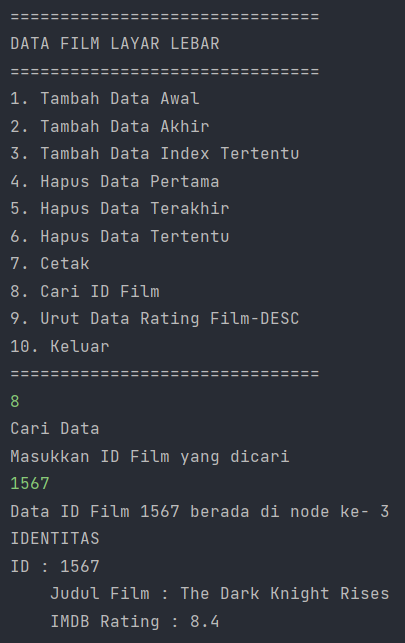 ===============================
DATA FILM LAYAR LEBAR
===============================
1. Tambah Data Awal
2. Tambah Data Akhir
3. Tambah Data Index Tertentu
4. Hapus Data Pertama
5. Hapus Data Terakhir
6. Hapus Data Tertentu
7. Cetak
8. Cari ID Film
9. Urut Data Rating Film-DESC
10. Keluar
===============================
8
Cari Data
Masukkan ID Film yang dicari
1567
Data ID Film 1567 berada di node ke- 3
IDENTITAS
ID : 1567
    Judul Film : The Dark Knight Rises
    IMDB Rating : 8.4